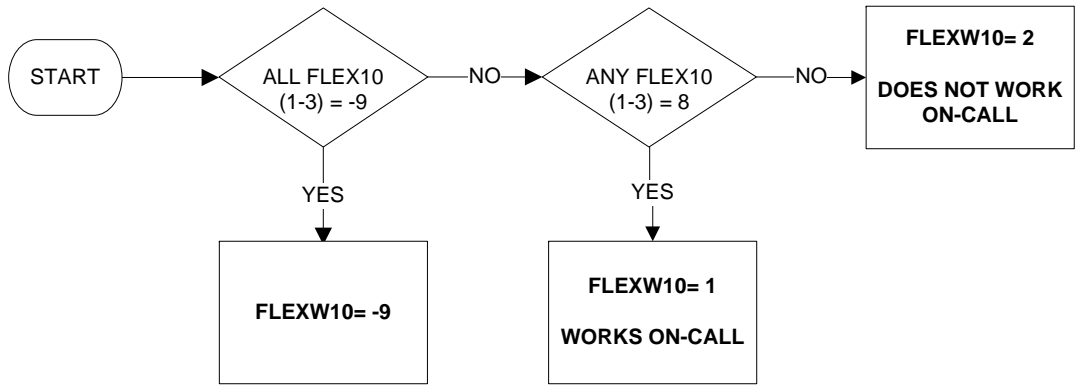 START
ALL FLEX10
(1-3) = -9
NO
ANY FLEX10
(1-3) = 8
NO
FLEXW10= 2
DOES NOT WORK
ON-CALL
YES
YES
FLEXW10= -9
FLEXW10= 1
WORKS ON-CALL